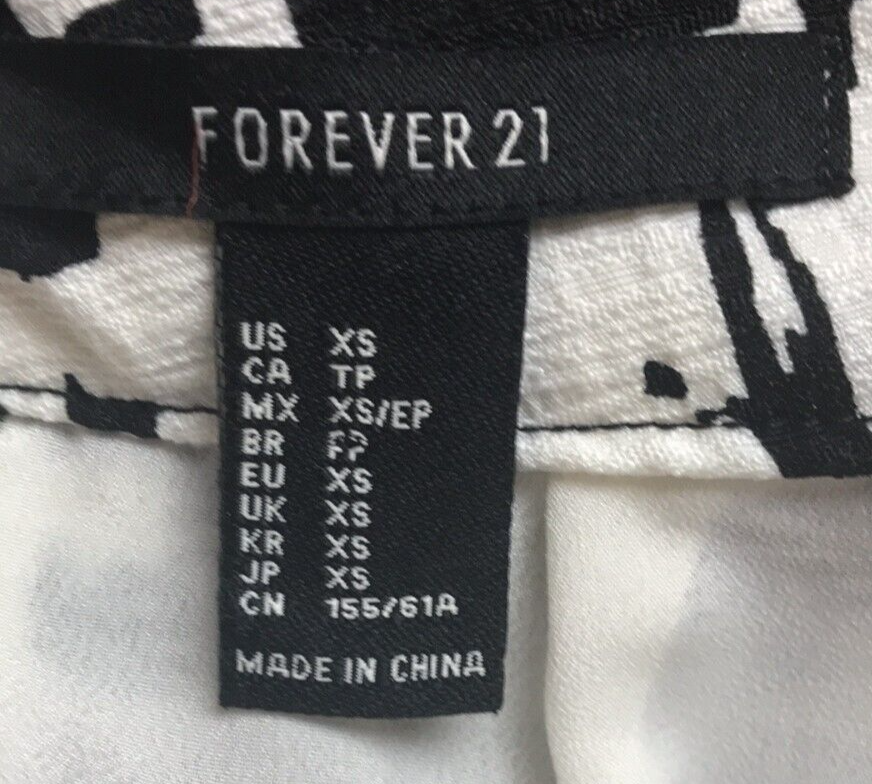 FOREVER 21
US XS
CA TP
MX XS/EP
BR
EU XS
UK XS
KR XS
JP XS
CN 155/61A
MADE IN CHINA